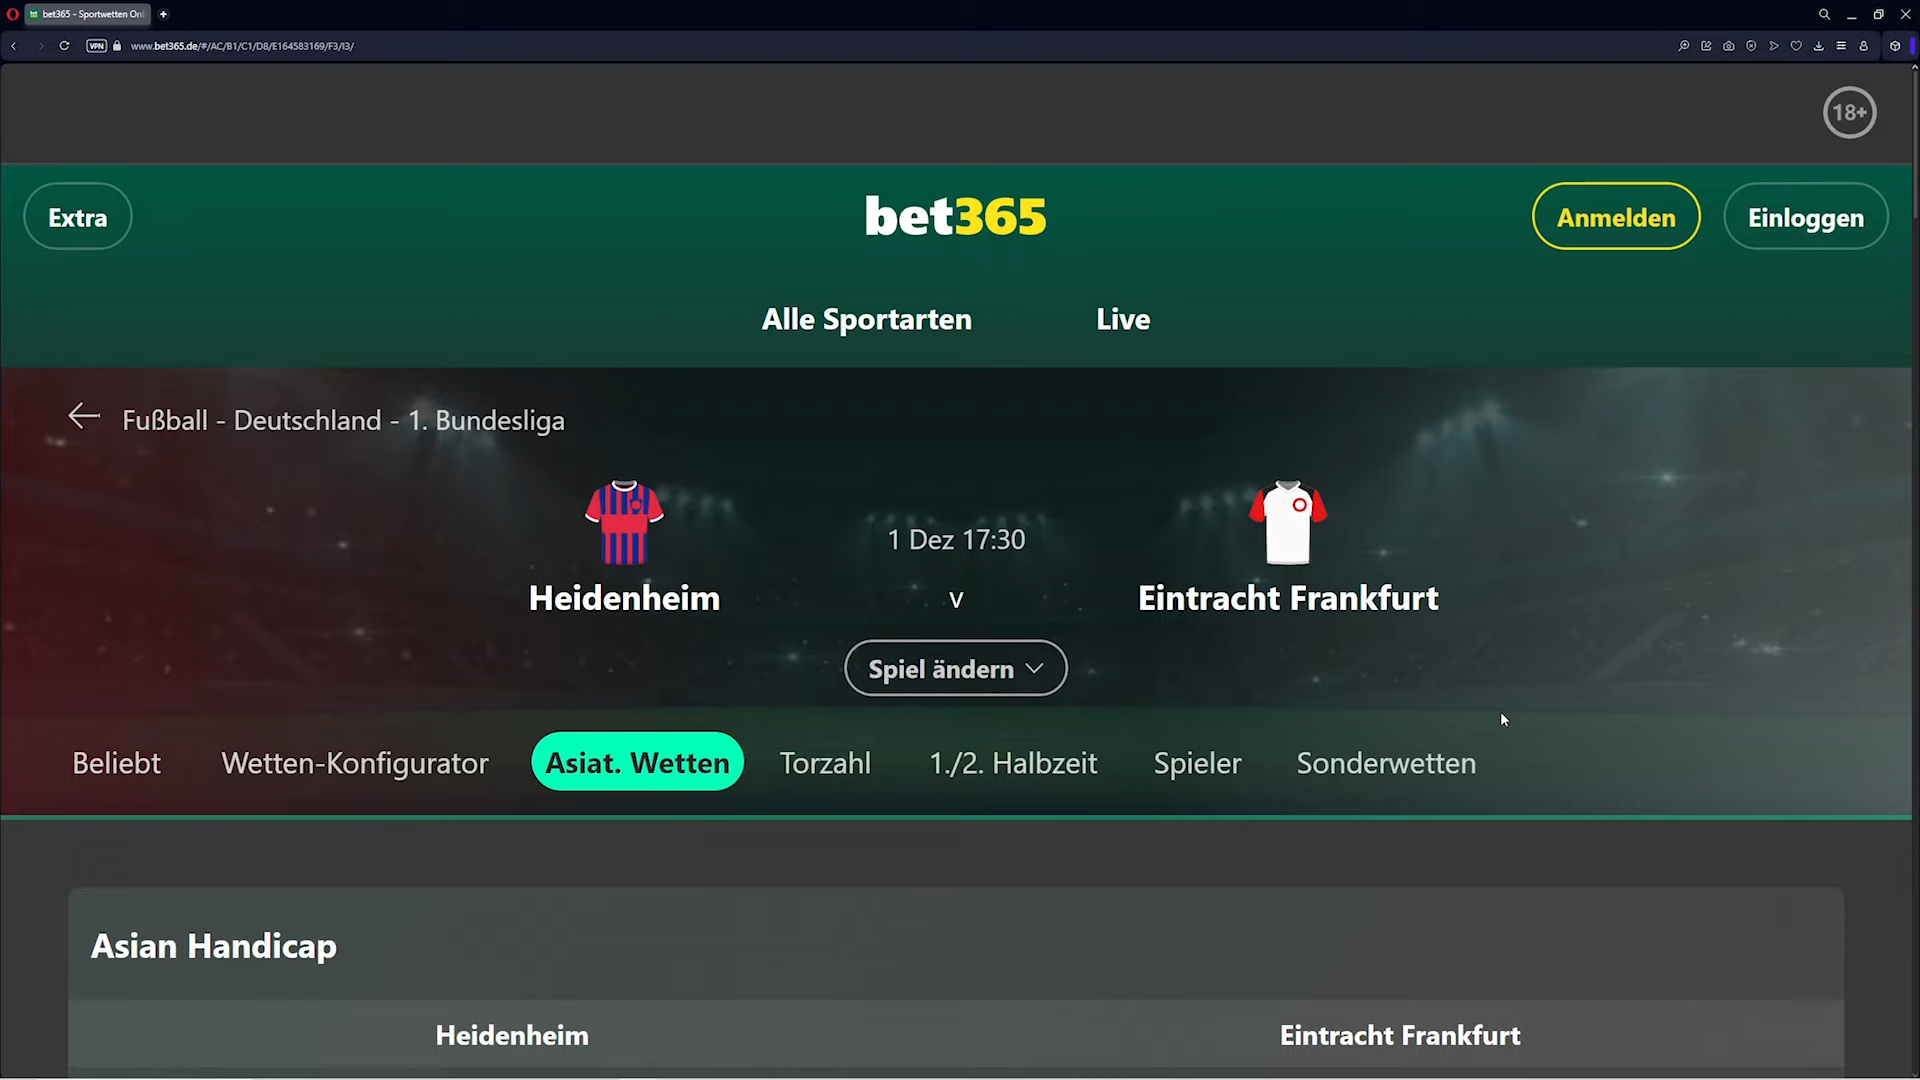 bet365 - Sportwetten Onl
VPN
www.bet365.de/#/AC/B1/C1/D8/E164583169/F3/I3/
18+
Extra
bet365
Anmelden
Einloggen
Alle Sportarten
Live
Fußball - Deutschland - 1. Bundesliga
1 Dez 17:30
Heidenheim
v
Eintracht Frankfurt
Spiel ändern
Beliebt
Wetten-Konfigurator
Asiat. Wetten
Torzahl
1./2. Halbzeit
Spieler
Sonderwetten
Asian Handicap
Heidenheim
Eintracht Frankfurt